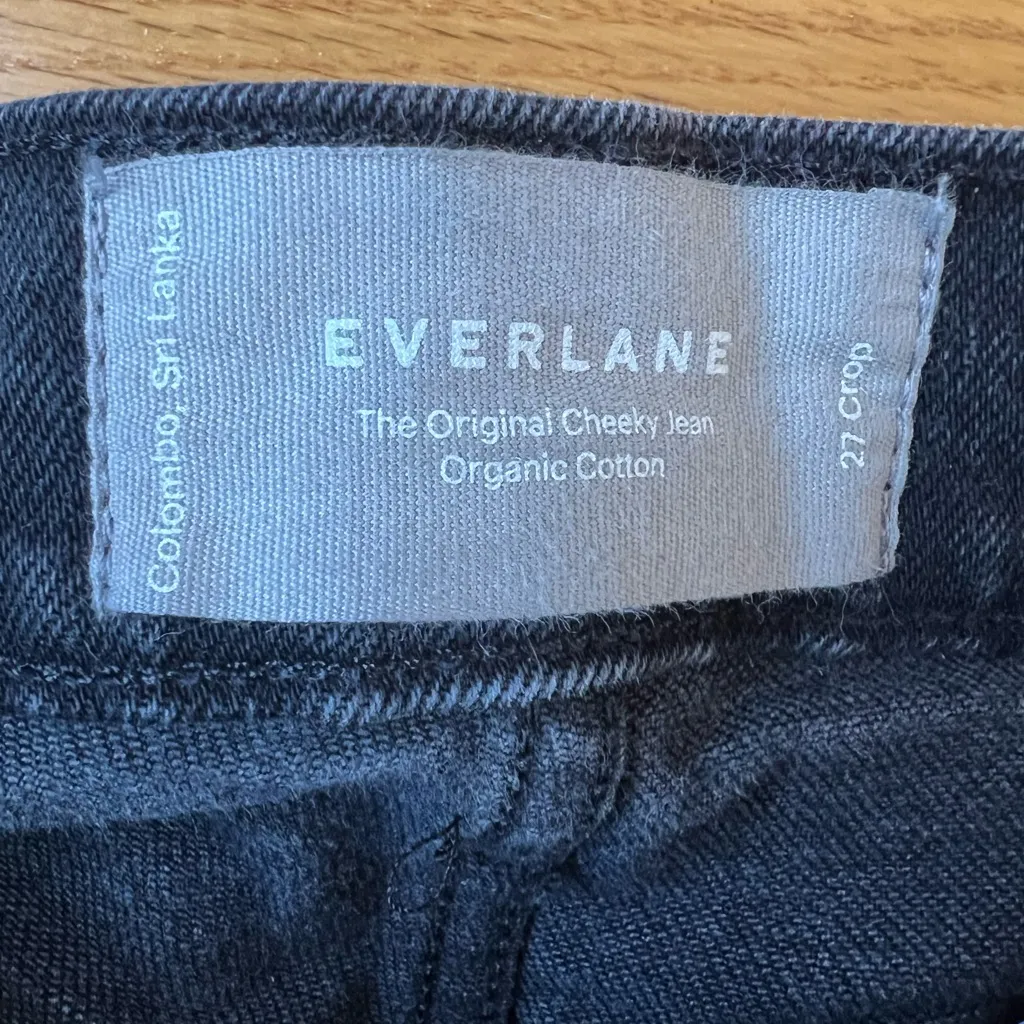 Colombo, Sri Lanka
EVERLANE
The Original Cheeky Jean
Organic Cotton
27 Crop